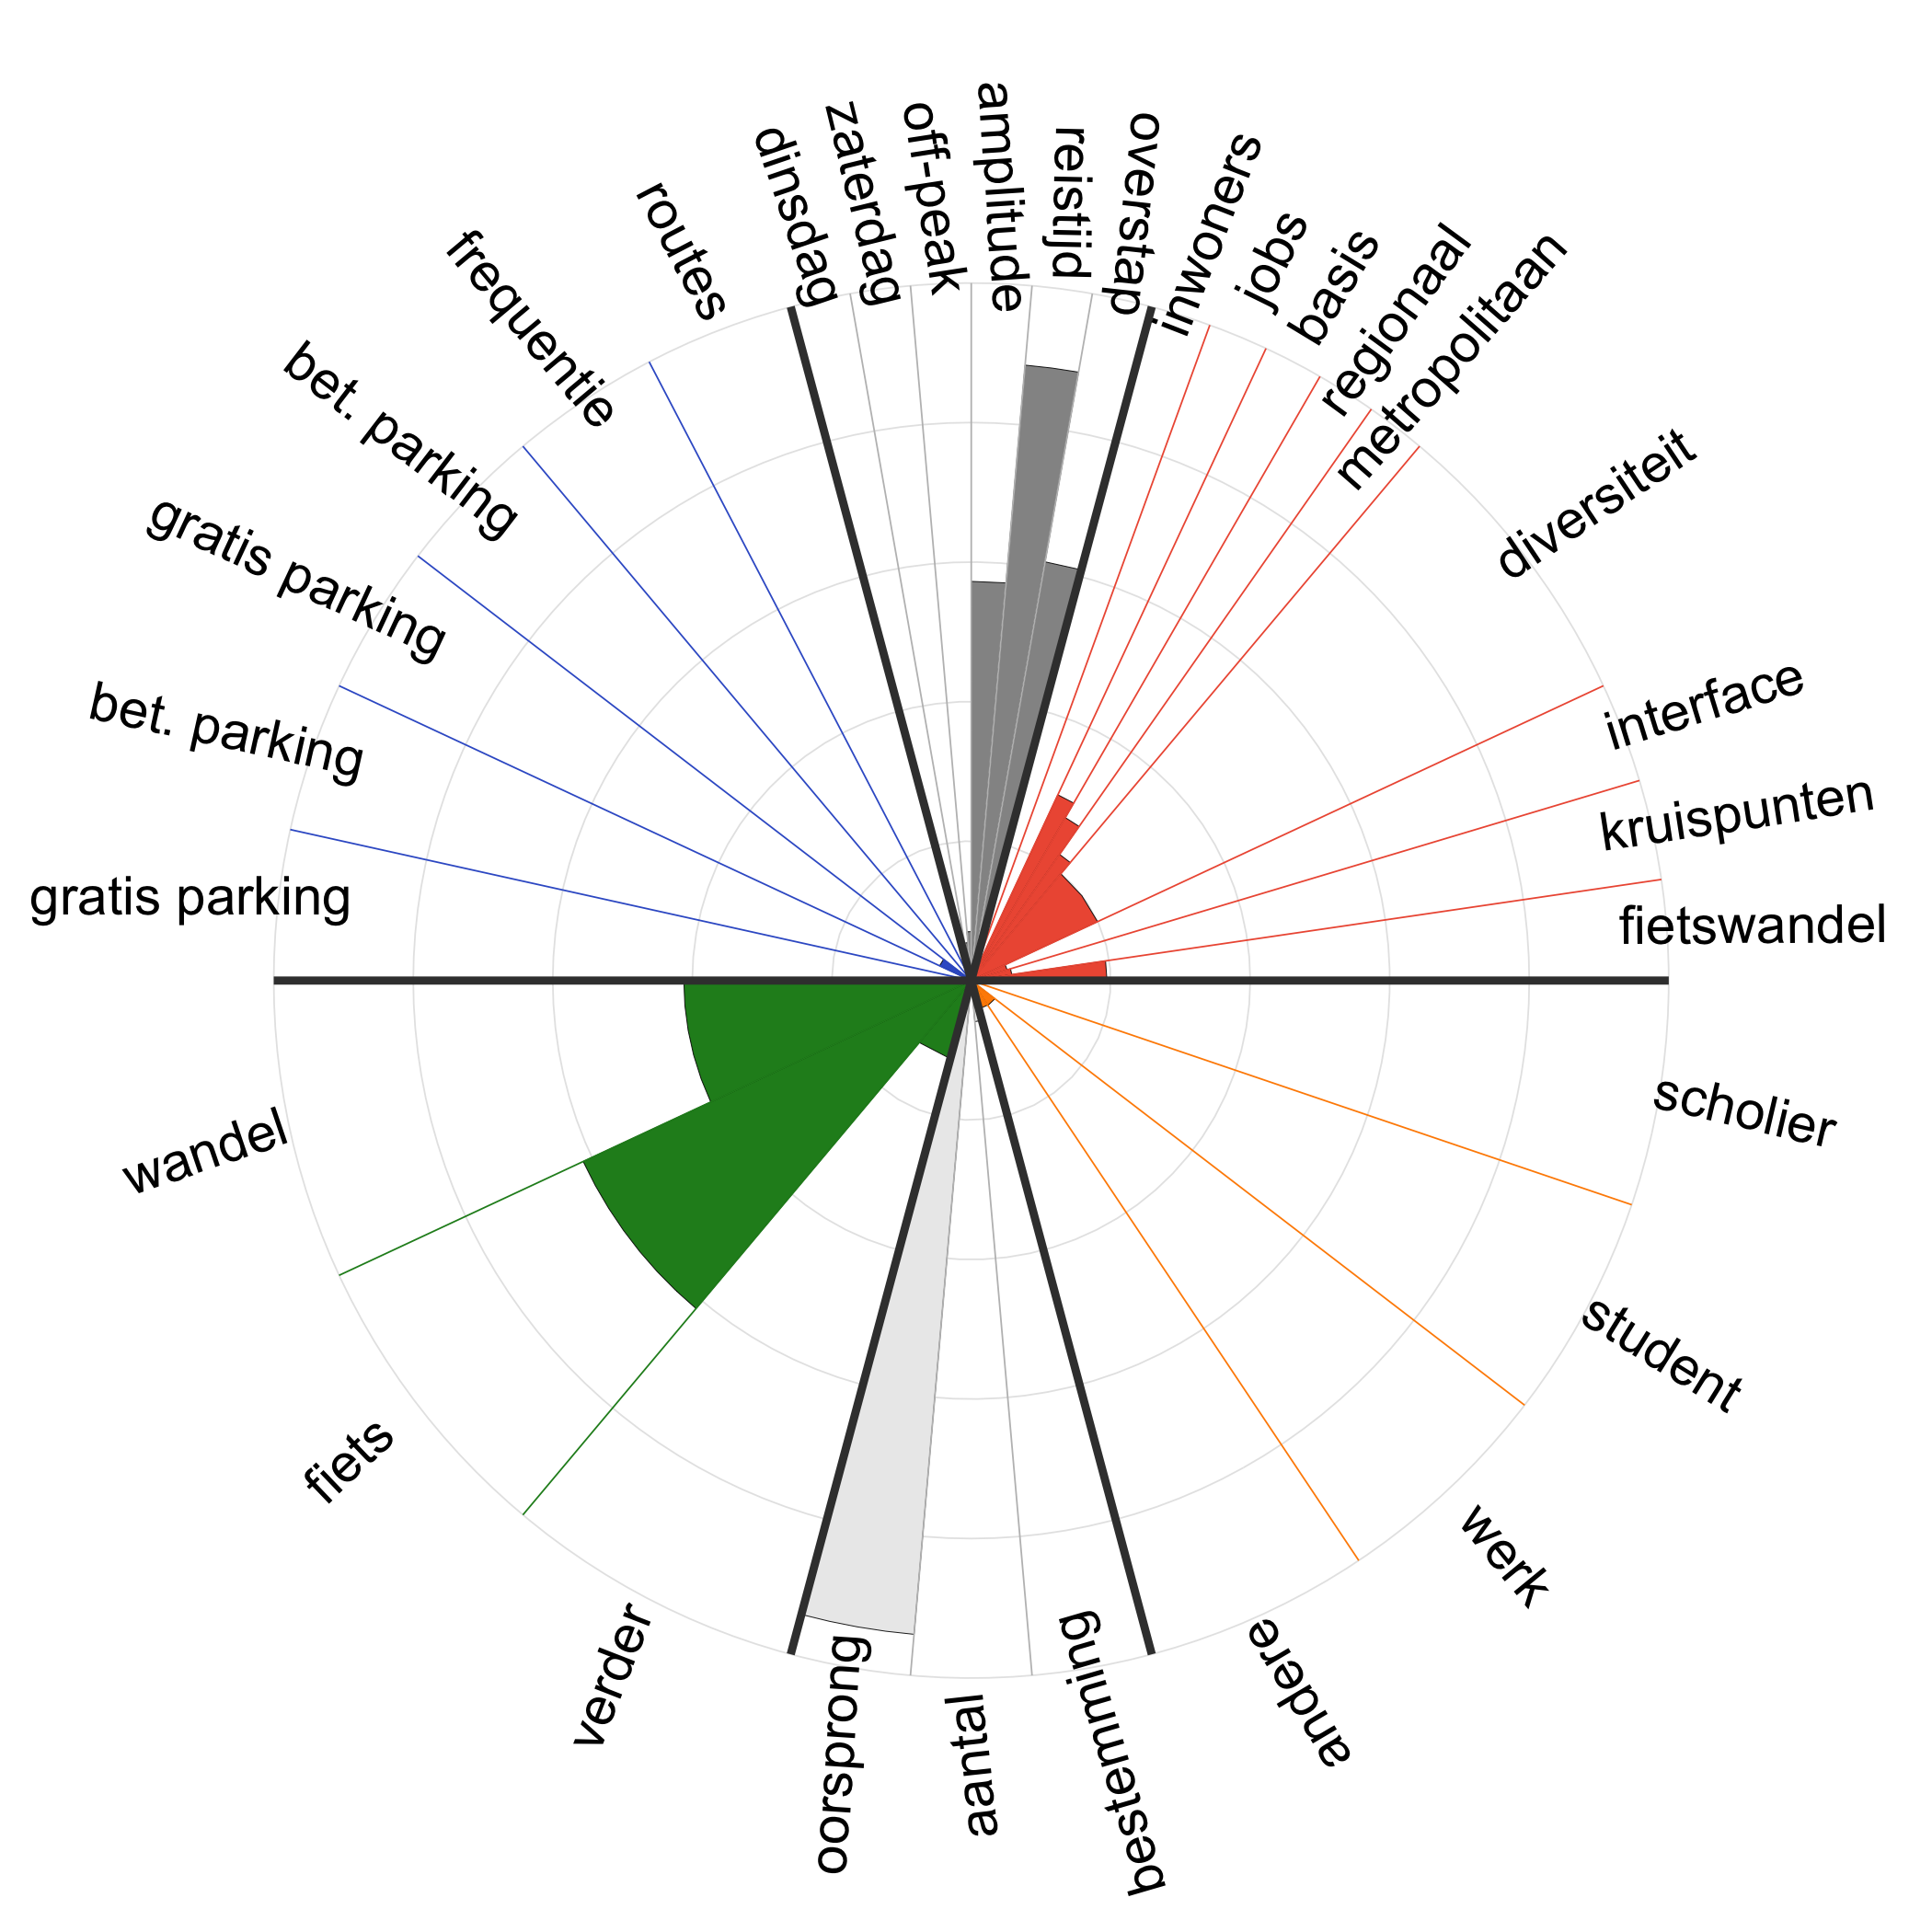 dinsdag
zaterdag
off-peak
amplitude
reistijd
overstap
inwoners
jobs
basis
regionaal
metropolitaan
diversiteit
interface
kruispunten
fietswandel
scholier
student
werk
andere
bestemming
aantal
oorsprong
verder
fiets
wandel
gratis parking
bet. parking
gratis parking
bet. parking
frequentie
routes